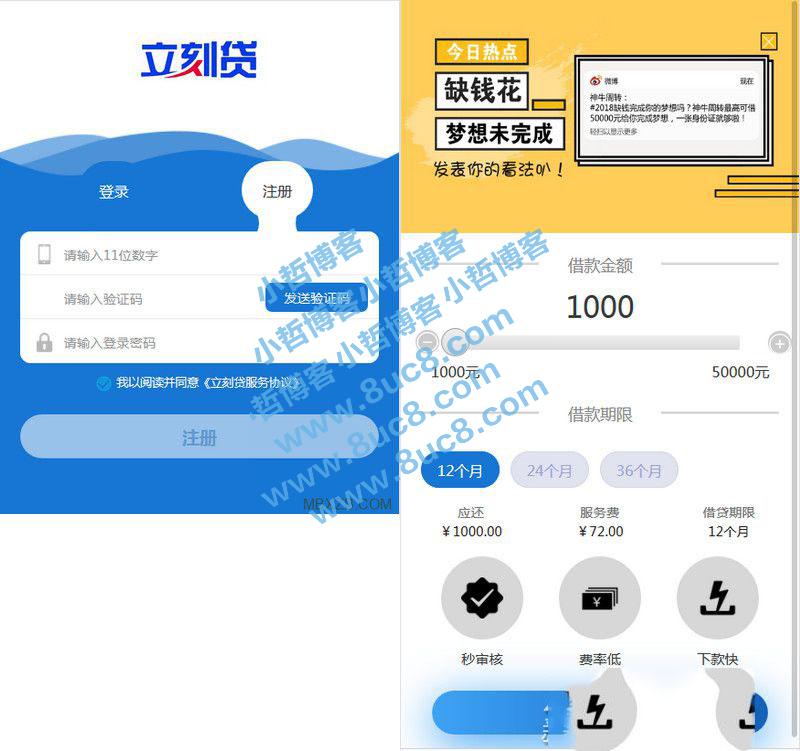 立刻贷
登录
注册
请输入11位数字
请输入验证码
发送验证码
请输入登录密码
我以阅读并同意《立刻贷服务协议》
注册
今日热点
缺钱花
梦想未完成
发表你的看法叭！
微博
现在
神牛周转：
#2018缺钱完成你的梦想吗？神牛周转最高可借
50000元给你完成梦想，一张身份证就够啦！
轻扫以显示更多
借款金额
1000
1000元
50000元
借款期限
12个月
24个月
36个月
应还
服务费
借贷期限
¥1000.00
¥72.00
12个月
秒审核
费率低
下款快
小哲博客 小哲博客 小哲博客
小哲博客 小哲博客
小哲博客 www.8uc8.com
www.8uc8.com
www.8uc8.com